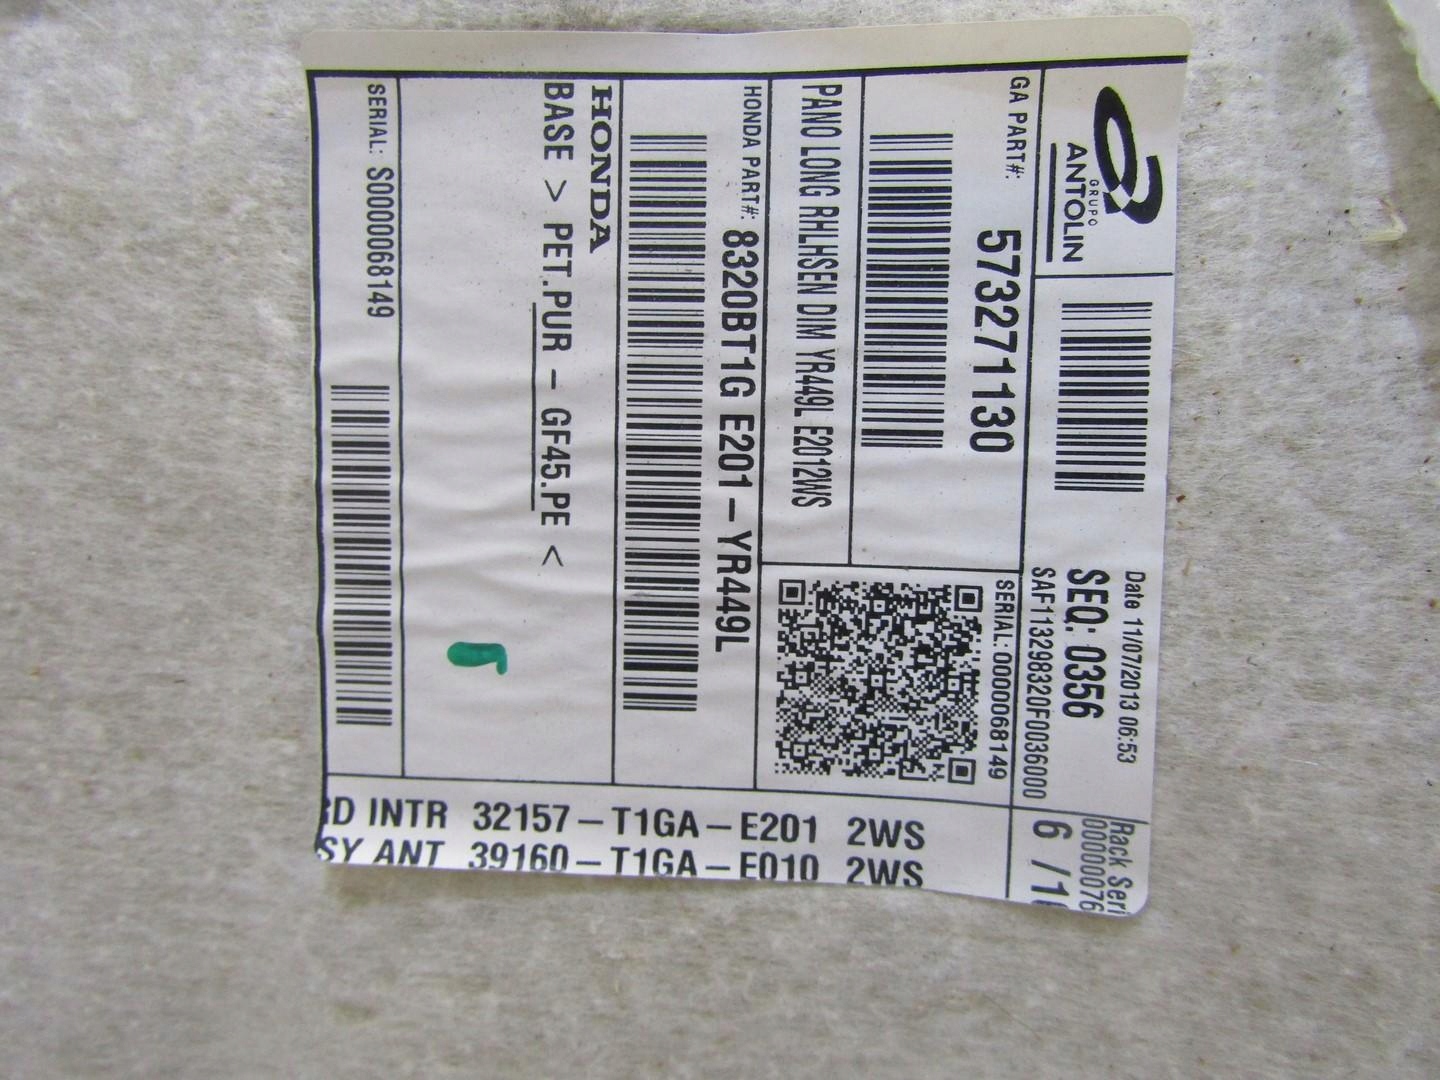 GRUPO
ANTOLIN
Date 11/07/2013 06:53
SEQ: 0356
SAF113298320F0036000
Rack Seri
00000076
6 /1
GA PART#:
573271130
PANO LONG RHLHSEN DIM YR449L E2012WS
SERIAL: 0000068149
HONDA PART#: 8320BT1G E201-YR449L
HONDA
BASE > PET.PUR - GF45.PE <
SERIAL: S0000068149
RD INTR 32157-T1GA-E201 2WS
SY ANT 39160-T1GA-E010 2WS